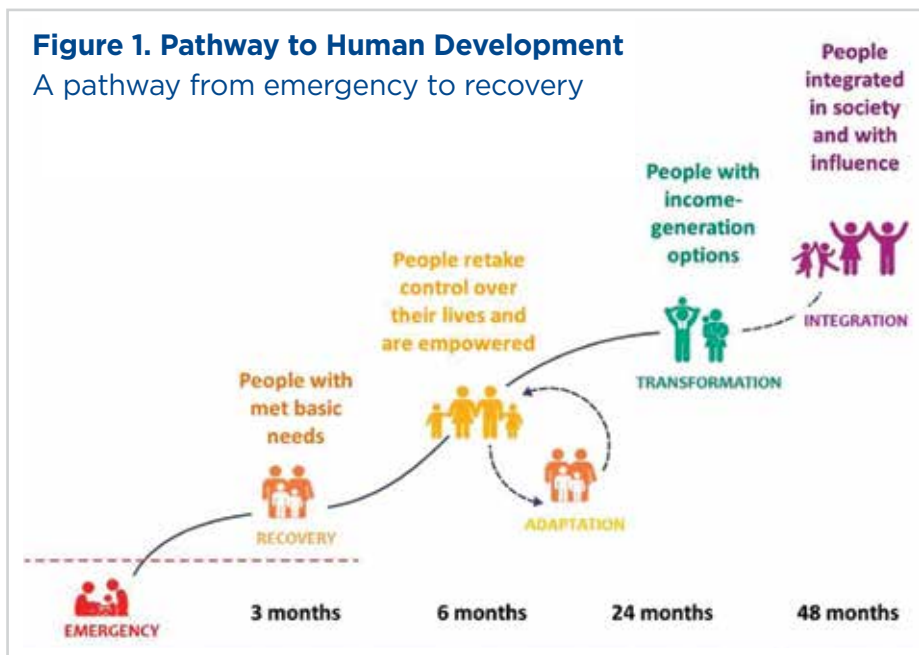 Figure 1. Pathway to Human Development
A pathway from emergency to recovery
People
integrated
in society
and with
influence
INTEGRATION
People with
income-
generation
options
TRANSFORMATION
People retake
control over
their lives and
are empowered
ADAPTATION
People with
met basic
needs
RECOVERY
EMERGENCY
3 months
6 months
24 months
48 months